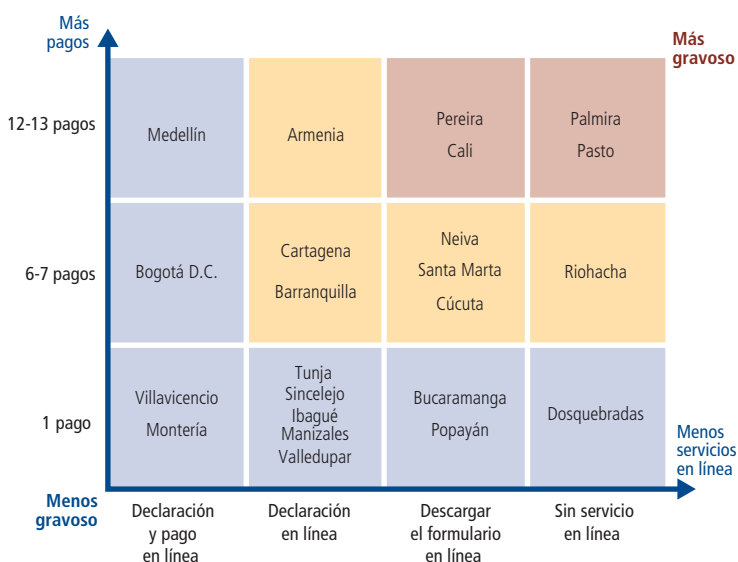 Más
pagos
Más
gravoso
12-13 pagos
Medellín
Armenia
Pereira
Cali
Palmira
Pasto
6-7 pagos
Bogotá D.C.
Cartagena
Barranquilla
Neiva
Santa Marta
Cúcuta
Riohacha
1 pago
Villavicencio
Montería
Tunja
Sincelejo
Ibagué
Manizales
Valledupar
Bucaramanga
Popayán
Dosquebradas
Menos
servicios
en línea
Menos
gravoso
Declaración
y pago
en línea
Declaración
en línea
Descargar
el formulario
en línea
Sin servicio
en línea